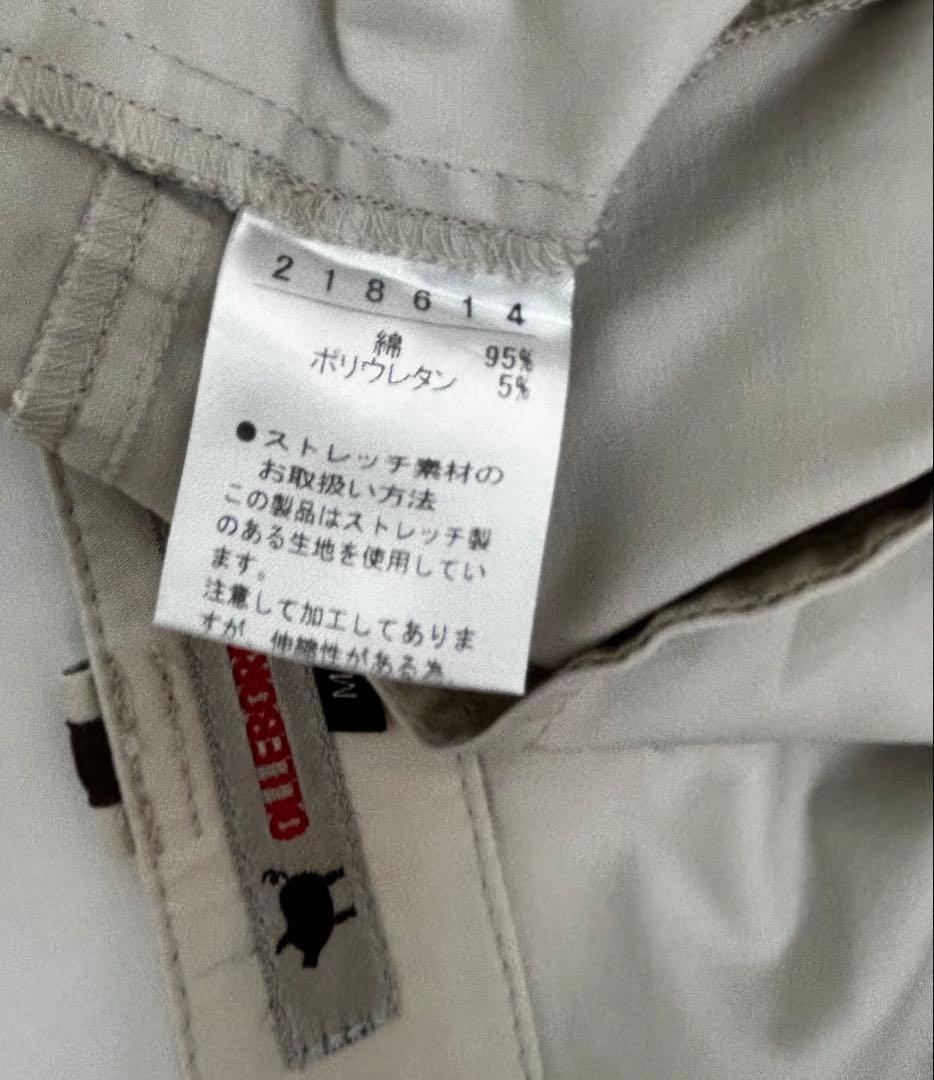 218614
綿 95%
ポリウレタン 5%
●ストレッチ素材の
お取扱い方法
この製品はストレッチ製
のある生地を使用してい
ます。
注意して加工してありま
すが、伸縮性がある為
OLLEBOR
M